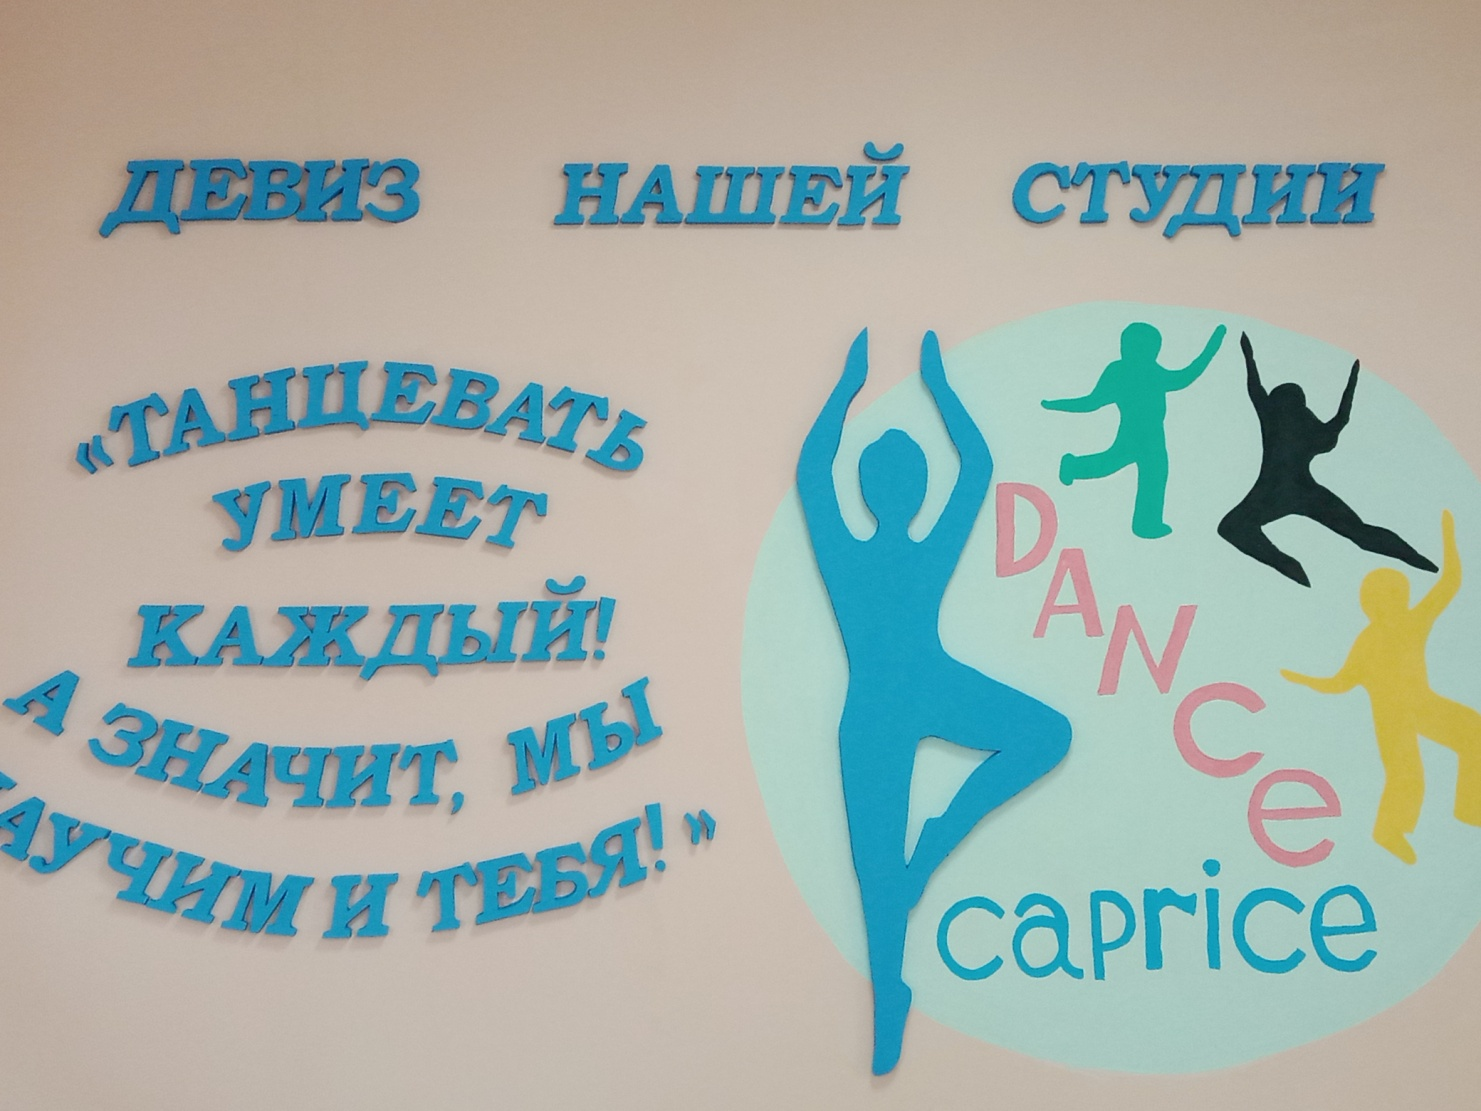 ДЕВИЗ НАШЕЙ СТУДИИ
«ТАНЦЕВАТЬ
УМЕЕТ
КАЖДЫЙ!
А ЗНАЧИТ, МЫ
НАУЧИМ И ТЕБЯ!»
DANCe
caprice